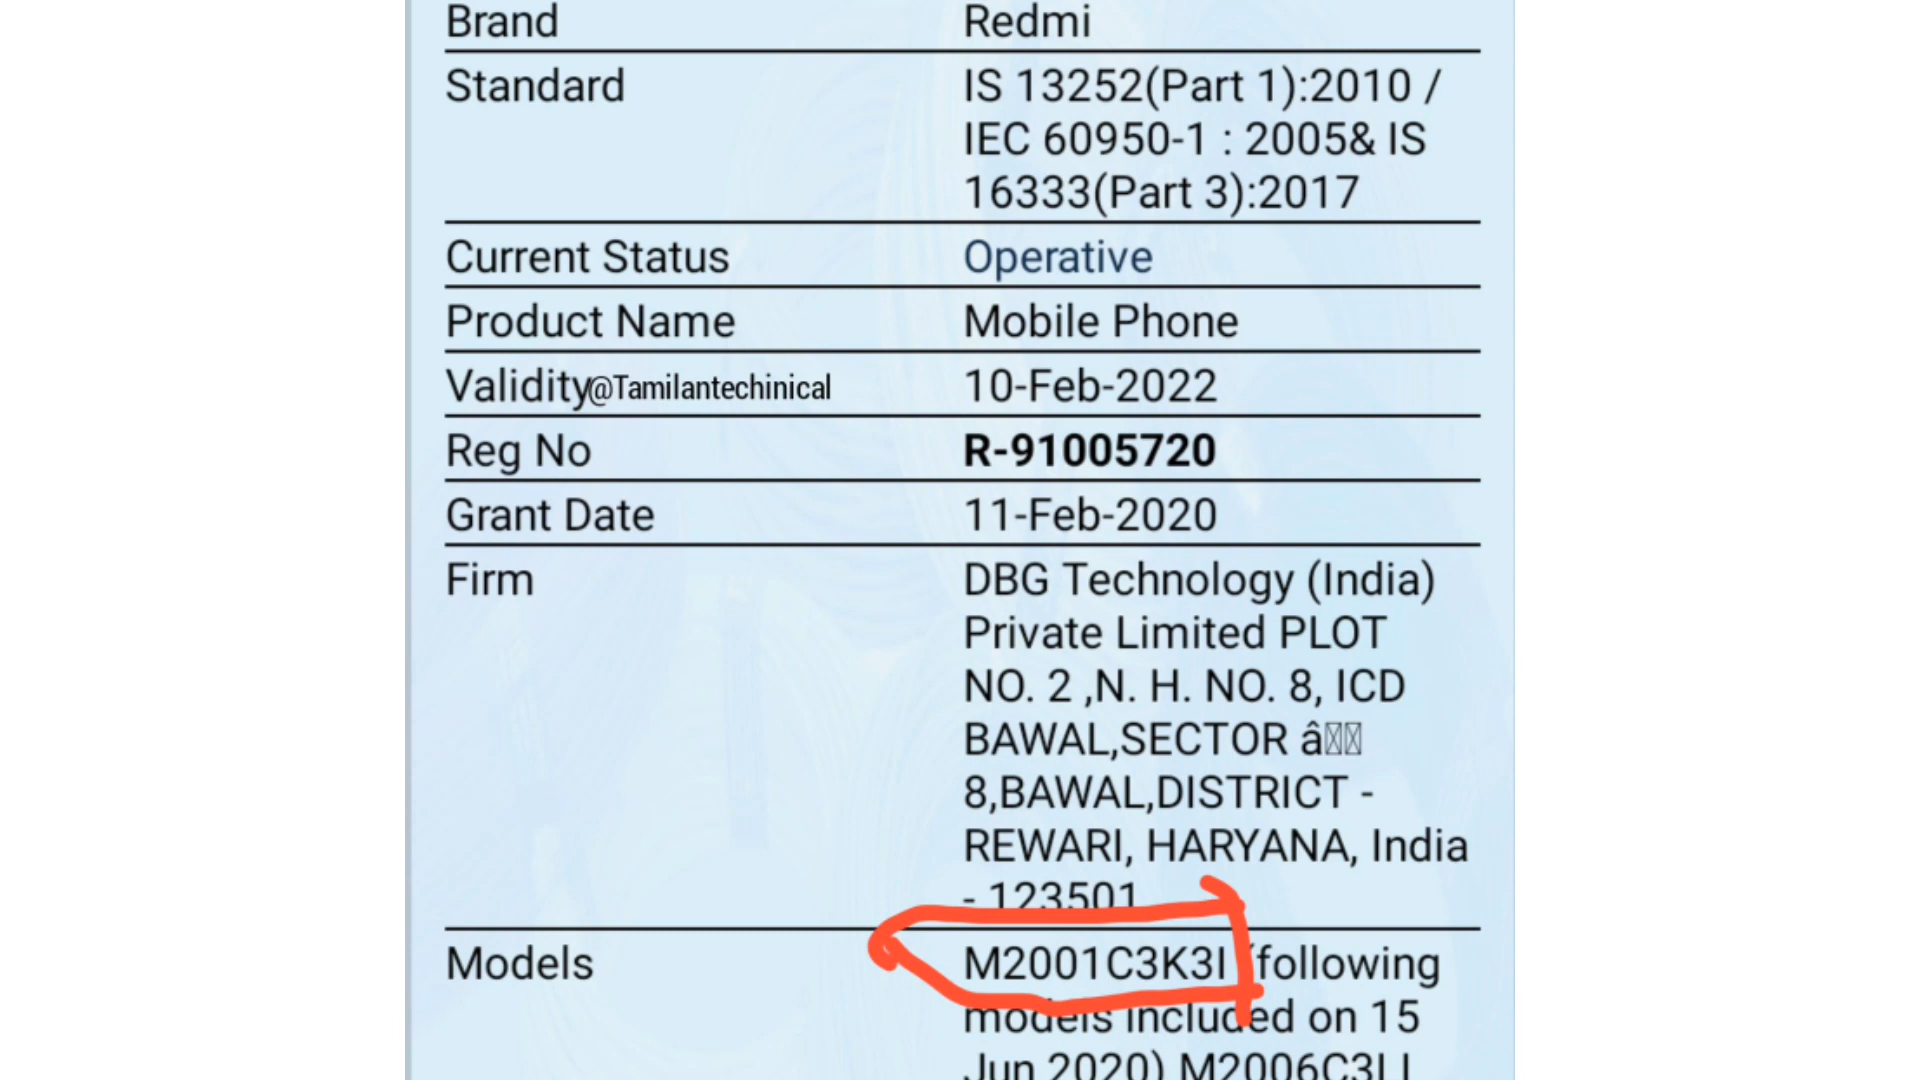 Brand Redmi
Standard IS 13252(Part 1):2010 /
IEC 60950-1 : 2005& IS
16333(Part 3):2017
Current Status Operative
Product Name Mobile Phone
Validity@Tamilantechinical 10-Feb-2022
Reg No R-91005720
Grant Date 11-Feb-2020
Firm DBG Technology (India)
Private Limited PLOT
NO. 2 ,N. H. NO. 8, ICD
BAWAL,SECTOR â
8,BAWAL,DISTRICT -
REWARI, HARYANA, India
- 123501
Models M2001C3K3I (following
models included on 15
Jun 2020) M2006C3LI